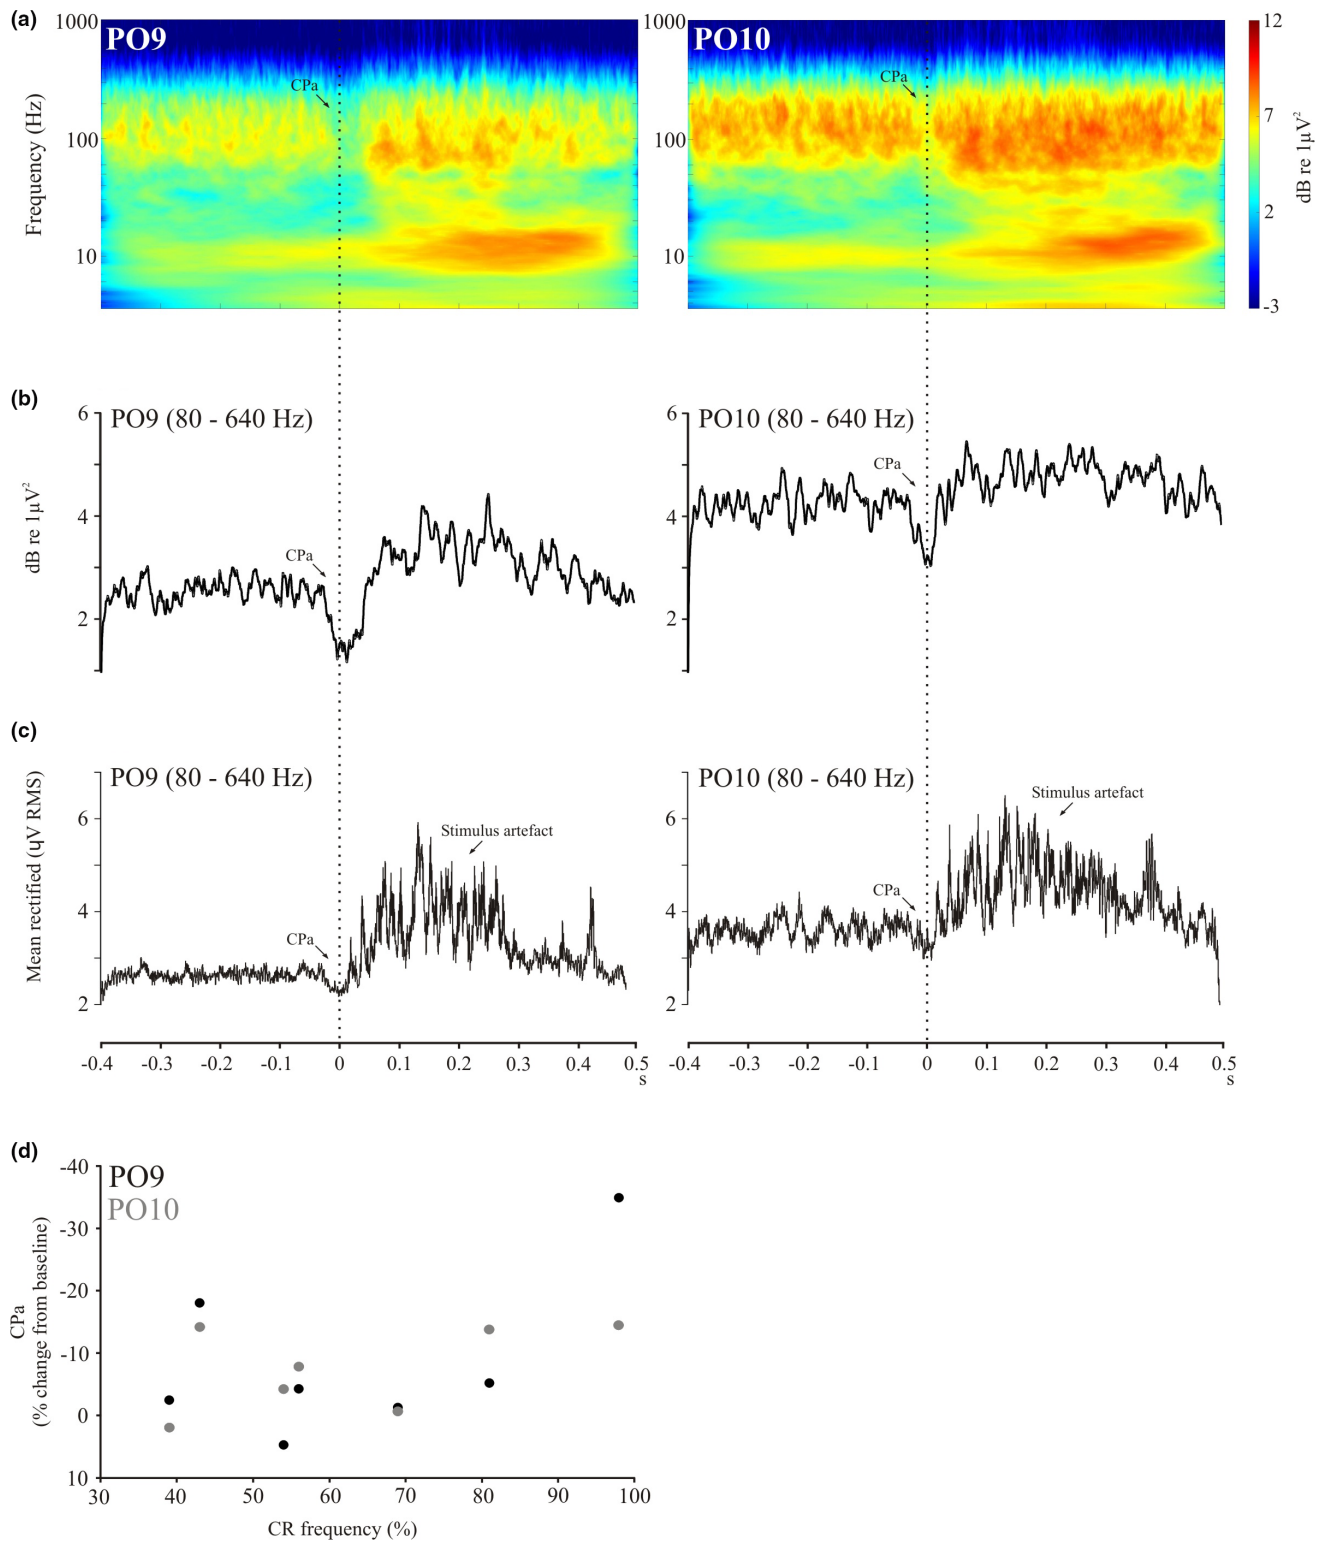 (a)
1000
PO9
CPa
100
10
Frequency (Hz)
1000
PO10
CPa
100
10
12
7
2
-3
dB re 1µV²
(b)
6
PO9 (80 - 640 Hz)
4
CPa
2
dB re 1µV²
6
PO10 (80 - 640 Hz)
CPa
4
2
(c)
PO9 (80 - 640 Hz)
6
Stimulus artefact
4
CPa
2
Mean rectified (ɥV RMS)
-0.4 -0.3 -0.2 -0.1 0 0.1 0.2 0.3 0.4 0.5
s
PO10 (80 - 640 Hz)
Stimulus artefact
6
CPa
4
2
-0.4 -0.3 -0.2 -0.1 0 0.1 0.2 0.3 0.4 0.5
s
(d)
-40
PO9
PO10
-30
-20
-10
0
10
CPa
(% change from baseline)
30 40 50 60 70 80 90 100
CR frequency (%)